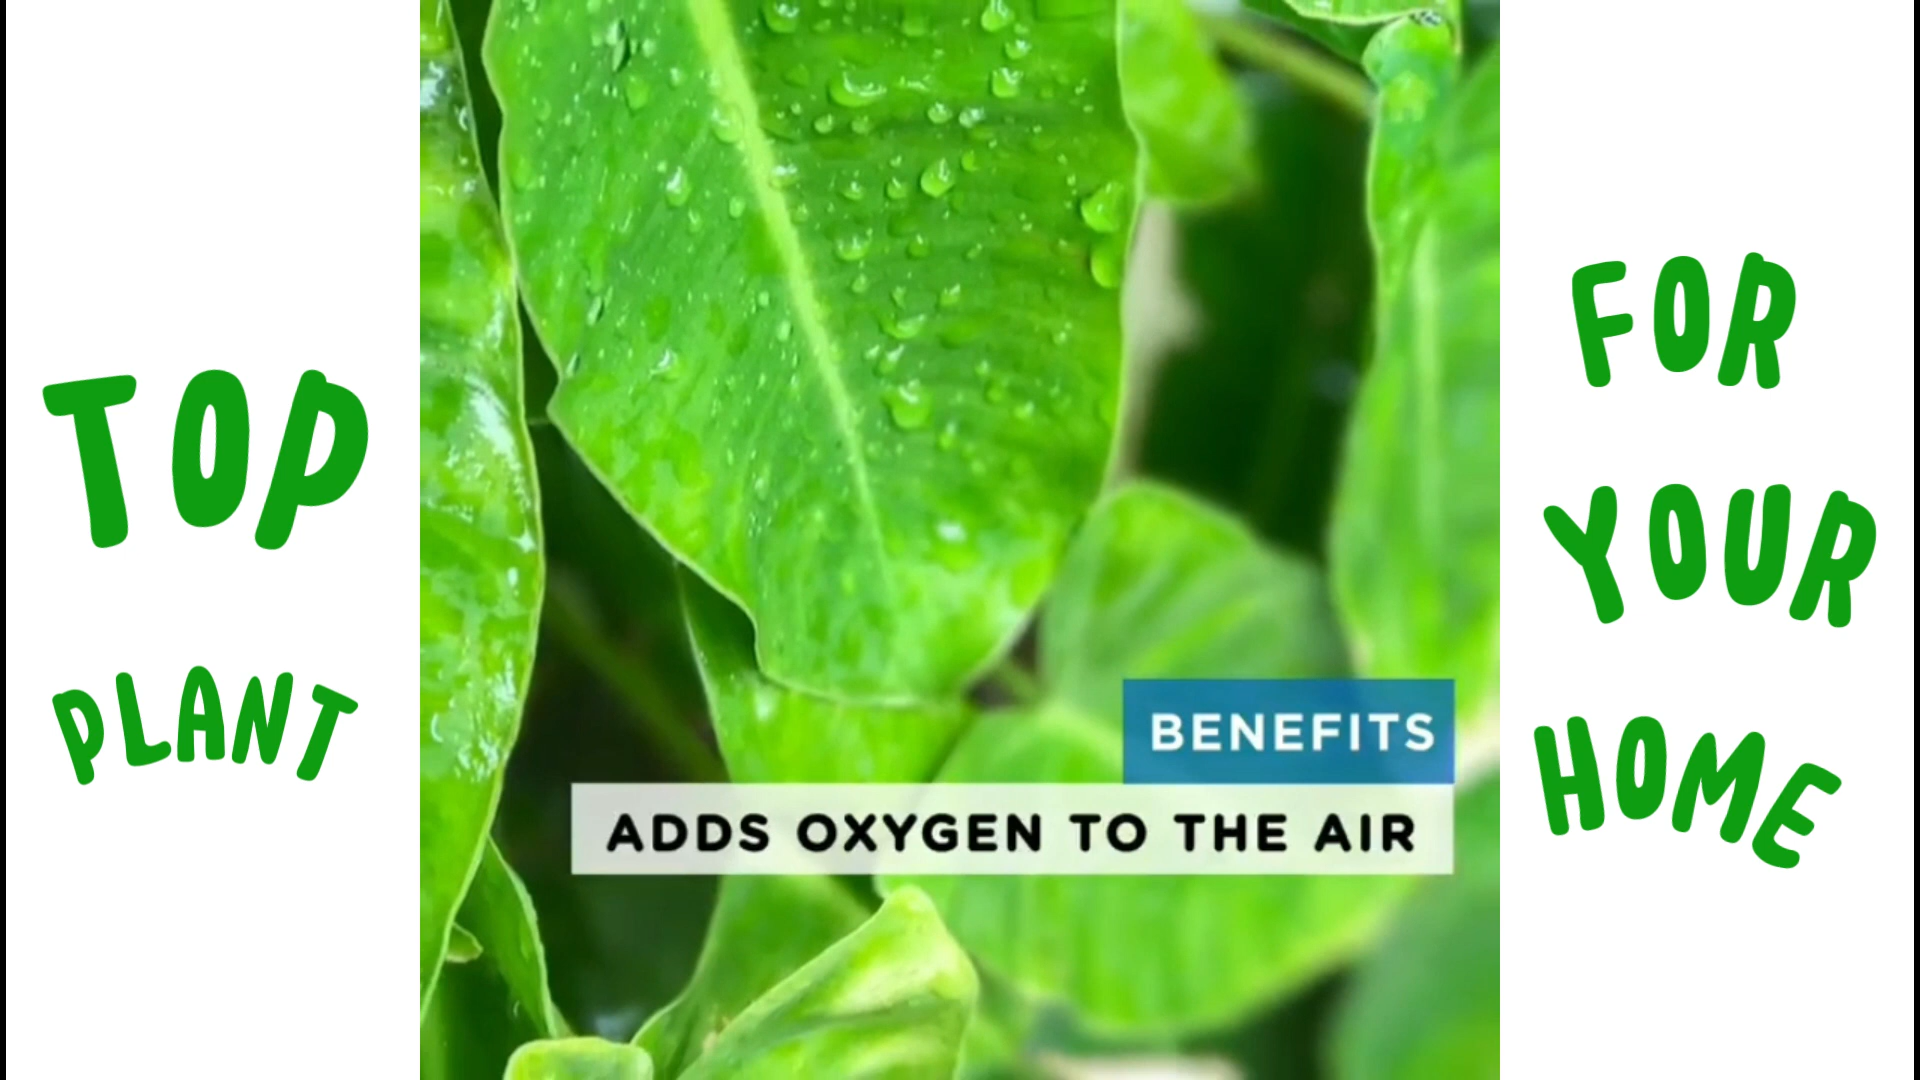 TOP
PLANT
BENEFITS
ADDS OXYGEN TO THE AIR
FOR
YOUR
HOME